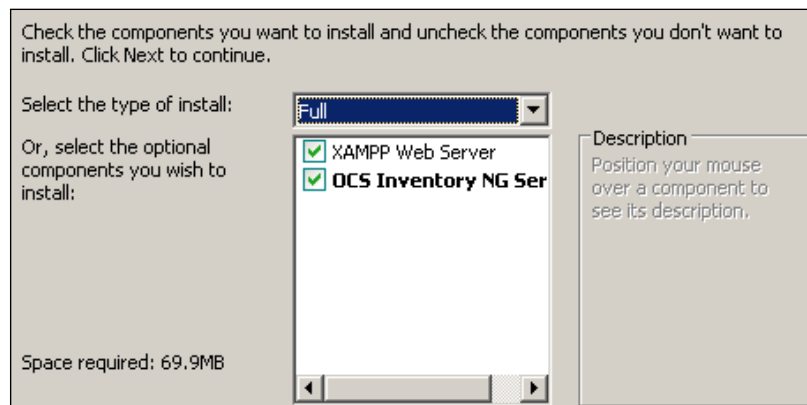 Check the components you want to install and uncheck the components you don't want to
install. Click Next to continue.
Select the type of install:
Full
Or, select the optional
components you wish to
install:
XAMPP Web Server
OCS Inventory NG Ser
Description
Position your mouse
over a component to
see its description.
Space required: 69.9MB